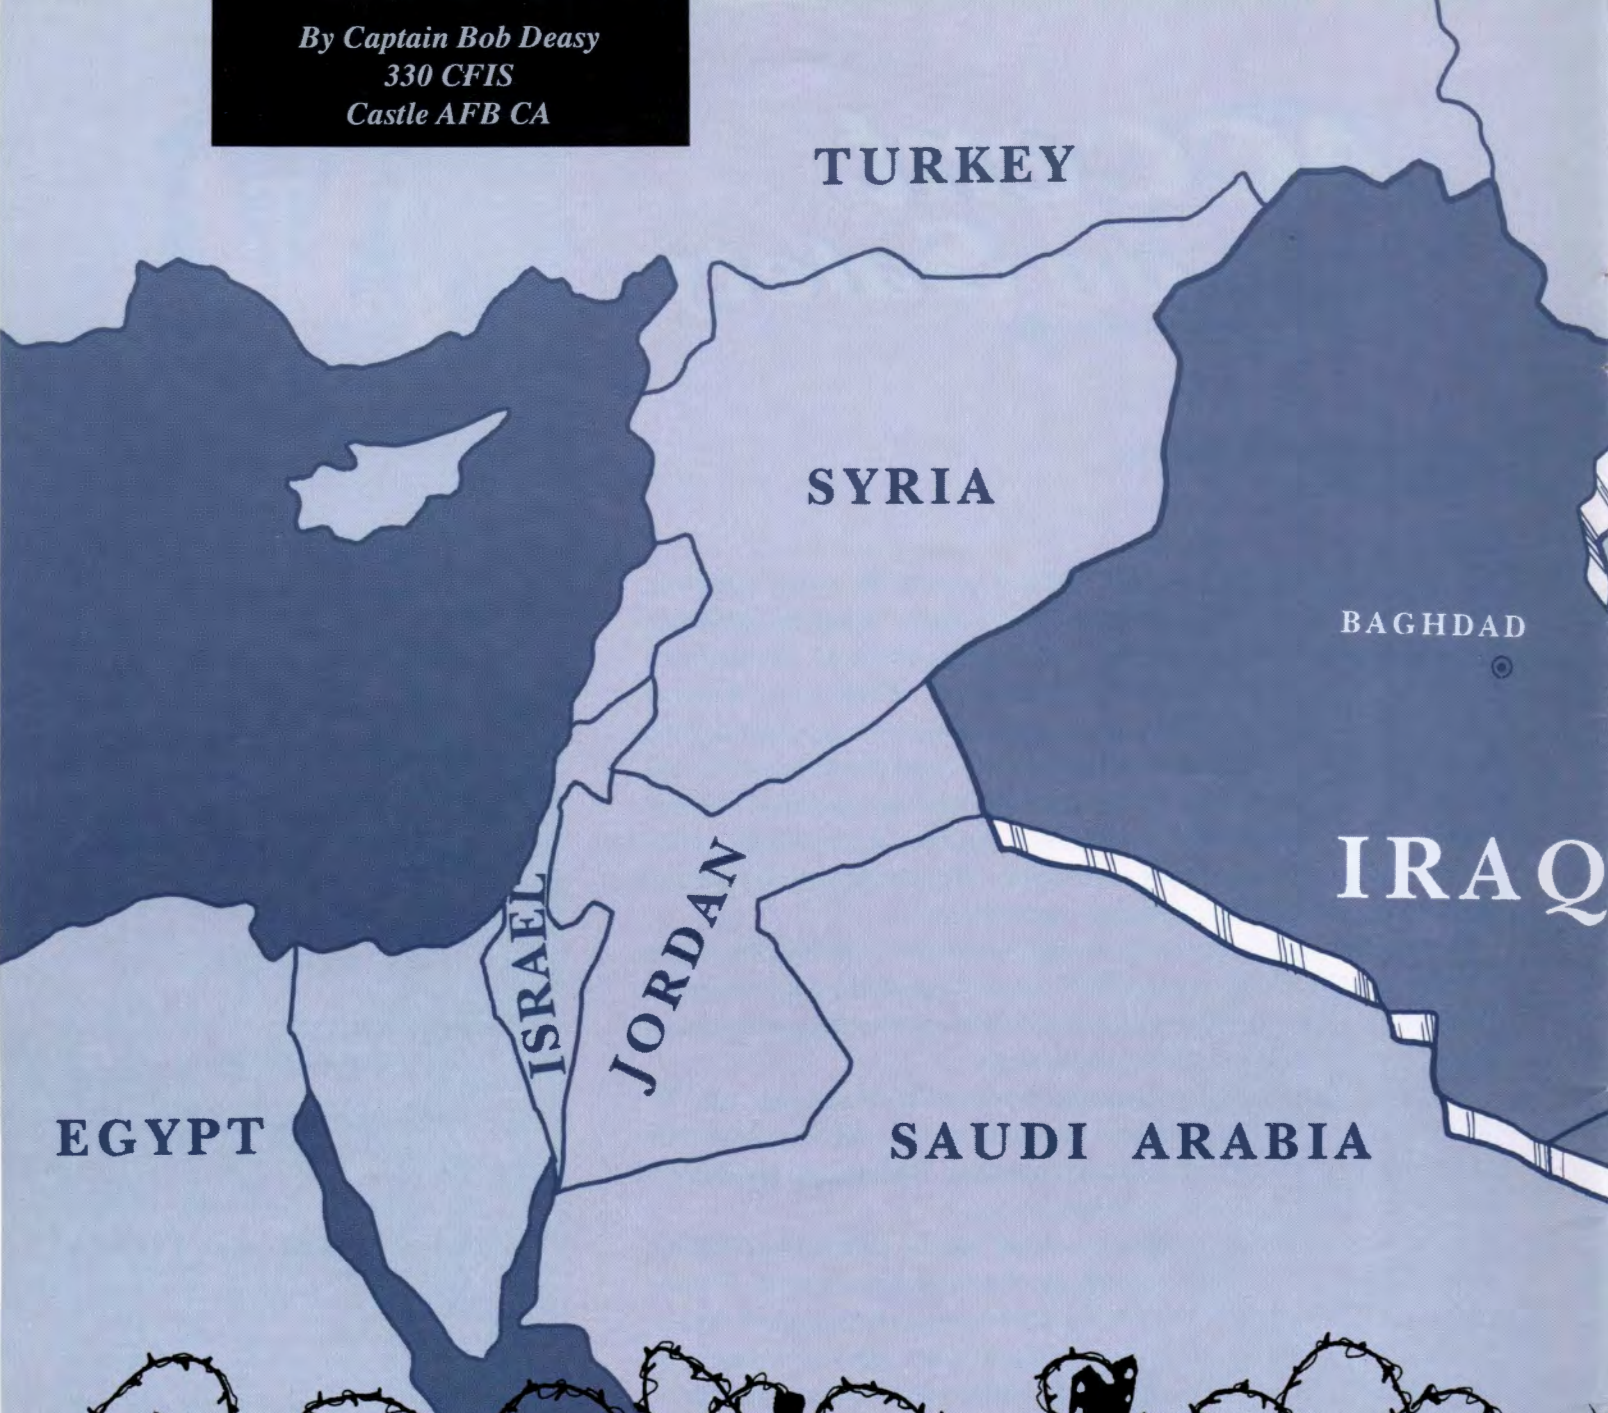 By Captain Bob Deasy
330 CFIS
Castle AFB CA
TURKEY
SYRIA
BAGHDAD
IRAQ
ISRAEL
JORDAN
EGYPT
SAUDI ARABIA